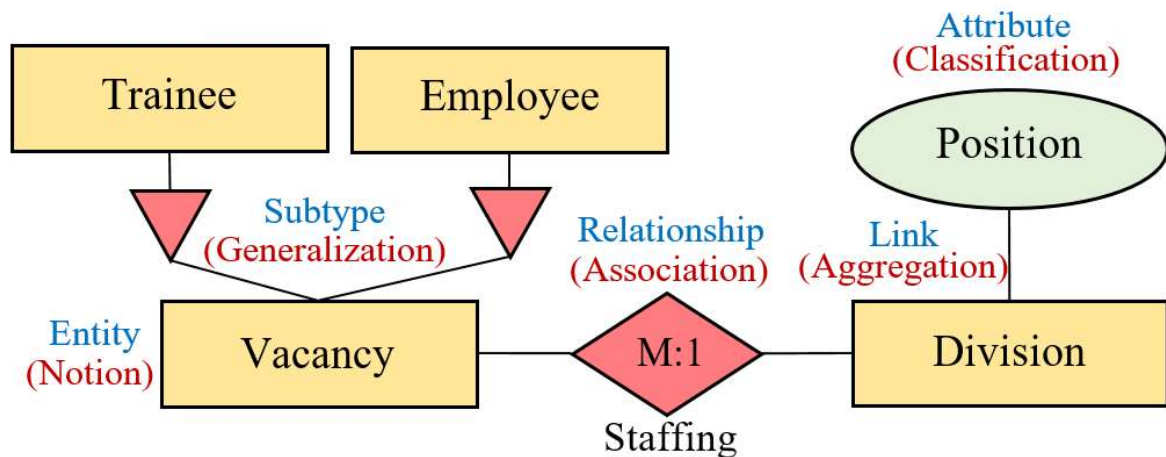 Attribute
(Classification)
Trainee
Employee
Position
Subtype
(Generalization)
Relationship
(Association)
Link
(Aggregation)
Entity
(Notion)
Vacancy
M:1
Division
Staffing